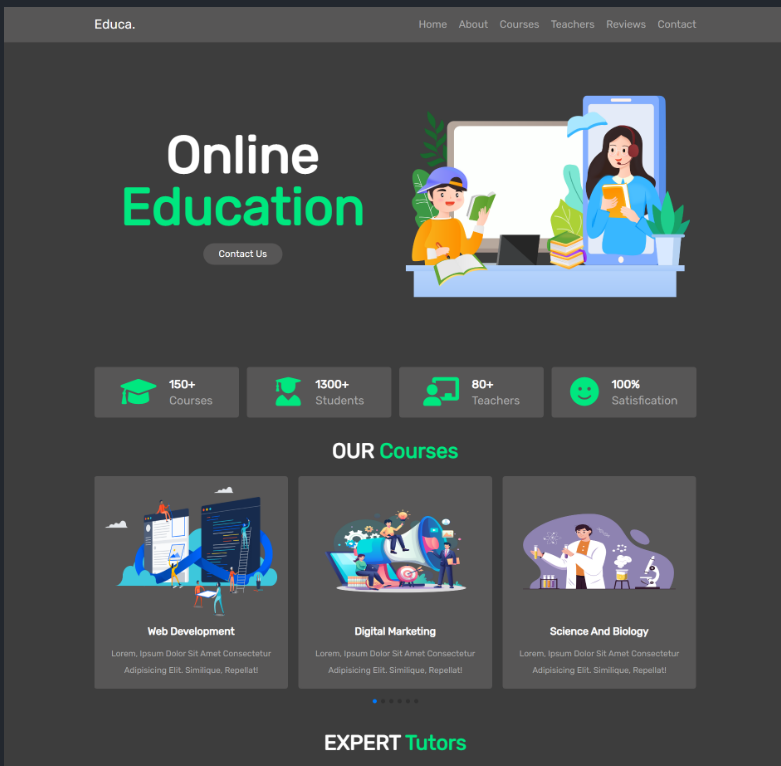 Educa.
Home About Courses Teachers Reviews Contact
Online
Education
Contact Us
150+
Courses
1300+
Students
80+
Teachers
100%
Satisfication
OUR Courses
Web Development
Lorem, Ipsum Dolor Sit Amet Consectetur
Adipisicing Elit. Similique, Repellat!
Digital Marketing
Lorem, Ipsum Dolor Sit Amet Consectetur
Adipisicing Elit. Similique, Repellat!
Science And Biology
Lorem, Ipsum Dolor Sit Amet Consectetur
Adipisicing Elit. Similique, Repellat!
EXPERT Tutors